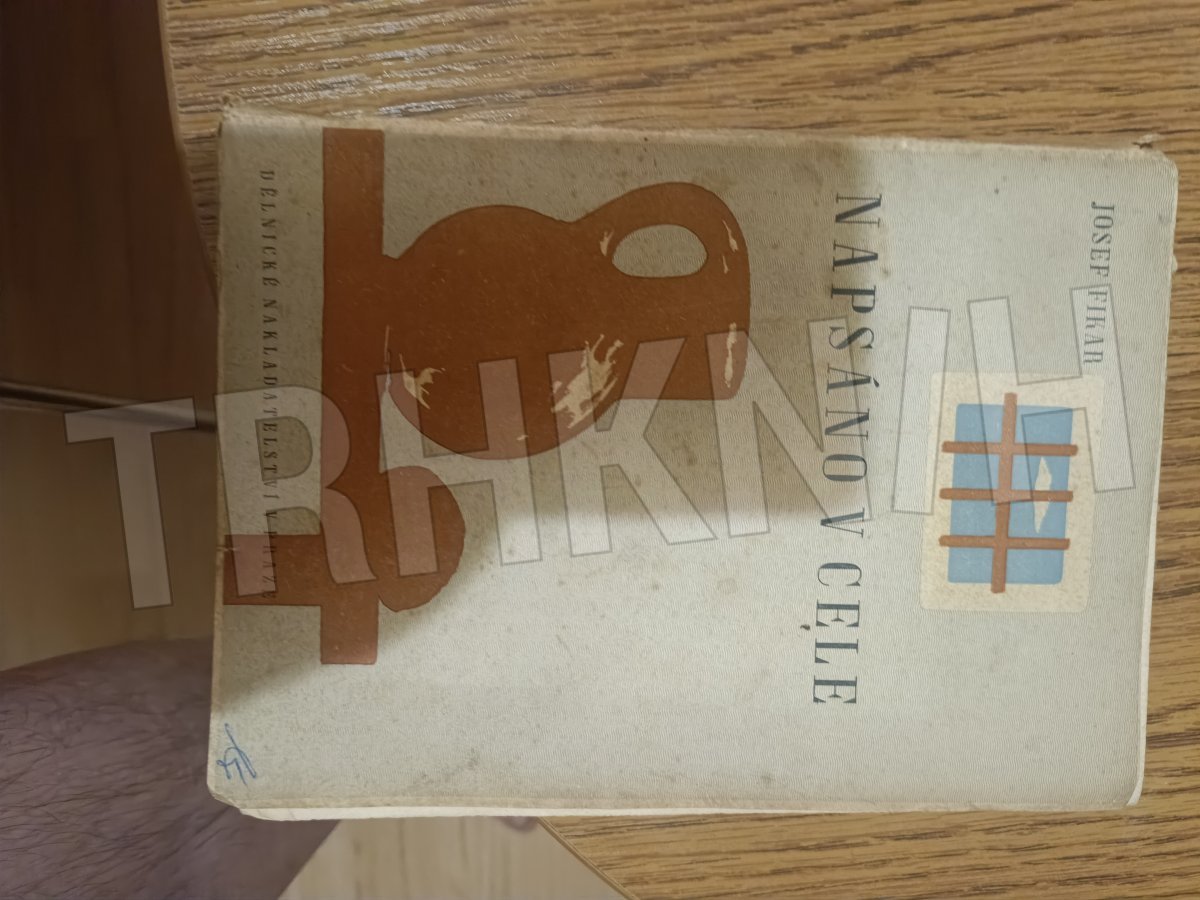 JOSEF FIKAR
NAPSÁNO V CELE
DĚLNICKÉ NAKLADATELSTVÍ V PRAZE
TRHKNIH